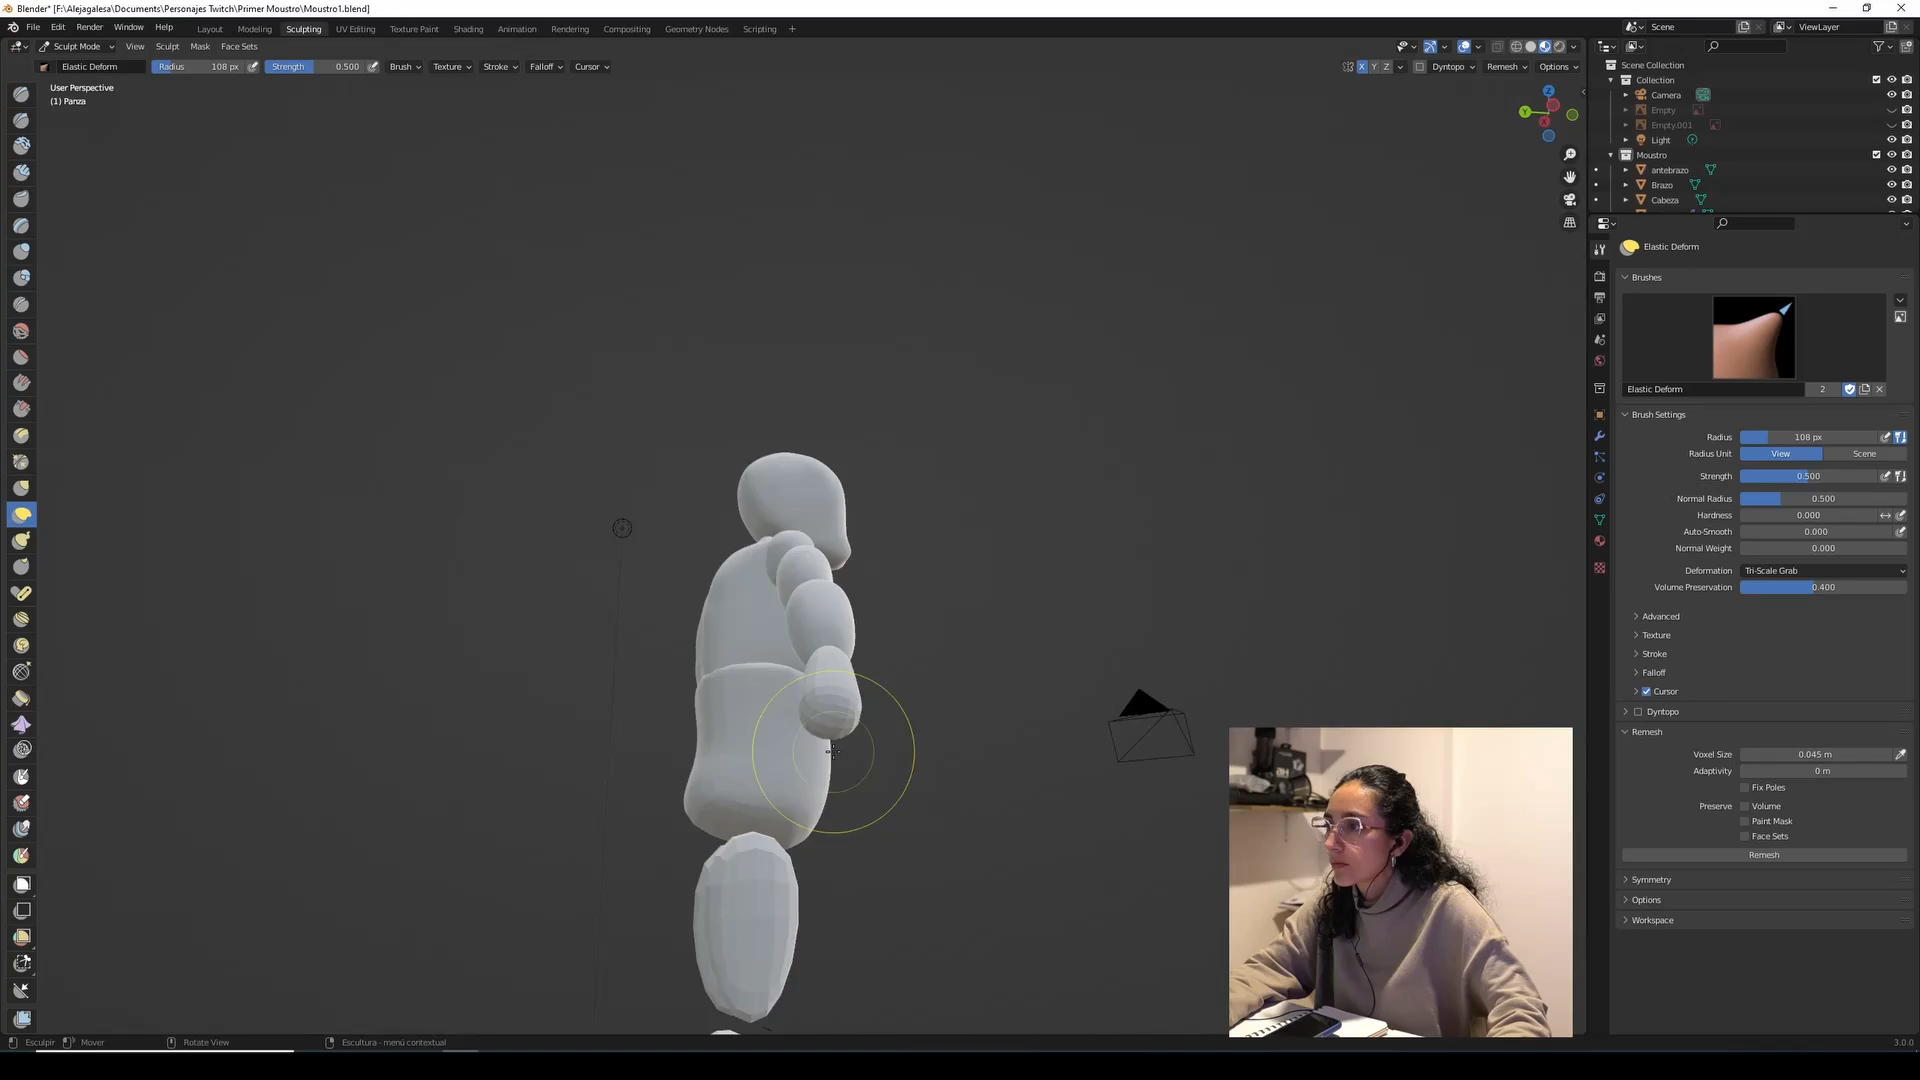 Blender* [F:\Alejagalesa\Documents\Personajes Twitch\Primer Moustro\Moustro1.blend]
File Edit Render Window Help Layout Modeling Sculpting UV Editing Texture Paint Shading Animation Rendering Compositing Geometry Nodes Scripting + Scene ViewLayer
Sculpt Mode View Sculpt Mask Face Sets
Elastic Deform Radius 108 px Strength 0.500 Brush Texture Stroke Falloff Cursor X Y Z Dyntopo Remesh Options
User Perspective
(1) Panza
Z
Y
X
Scene Collection
Collection
Camera
Empty
Empty.001
Light
Moustro
antebrazo
Brazo
Cabeza
Elastic Deform
Brushes
Elastic Deform 2
Brush Settings
Radius 108 px
Radius Unit View Scene
Strength 0.500
Normal Radius 0.500
Hardness 0.000
Auto-Smooth 0.000
Normal Weight 0.000
Deformation Tri-Scale Grab
Volume Preservation 0.400
Advanced
Texture
Stroke
Falloff
Cursor
Dyntopo
Remesh
Voxel Size 0.045 m
Adaptivity 0 m
Fix Poles
Preserve Volume
Paint Mask
Face Sets
Remesh
Symmetry
Options
Workspace
Esculpir Mover Rotate View Escultura - menú contextual 3.0.0